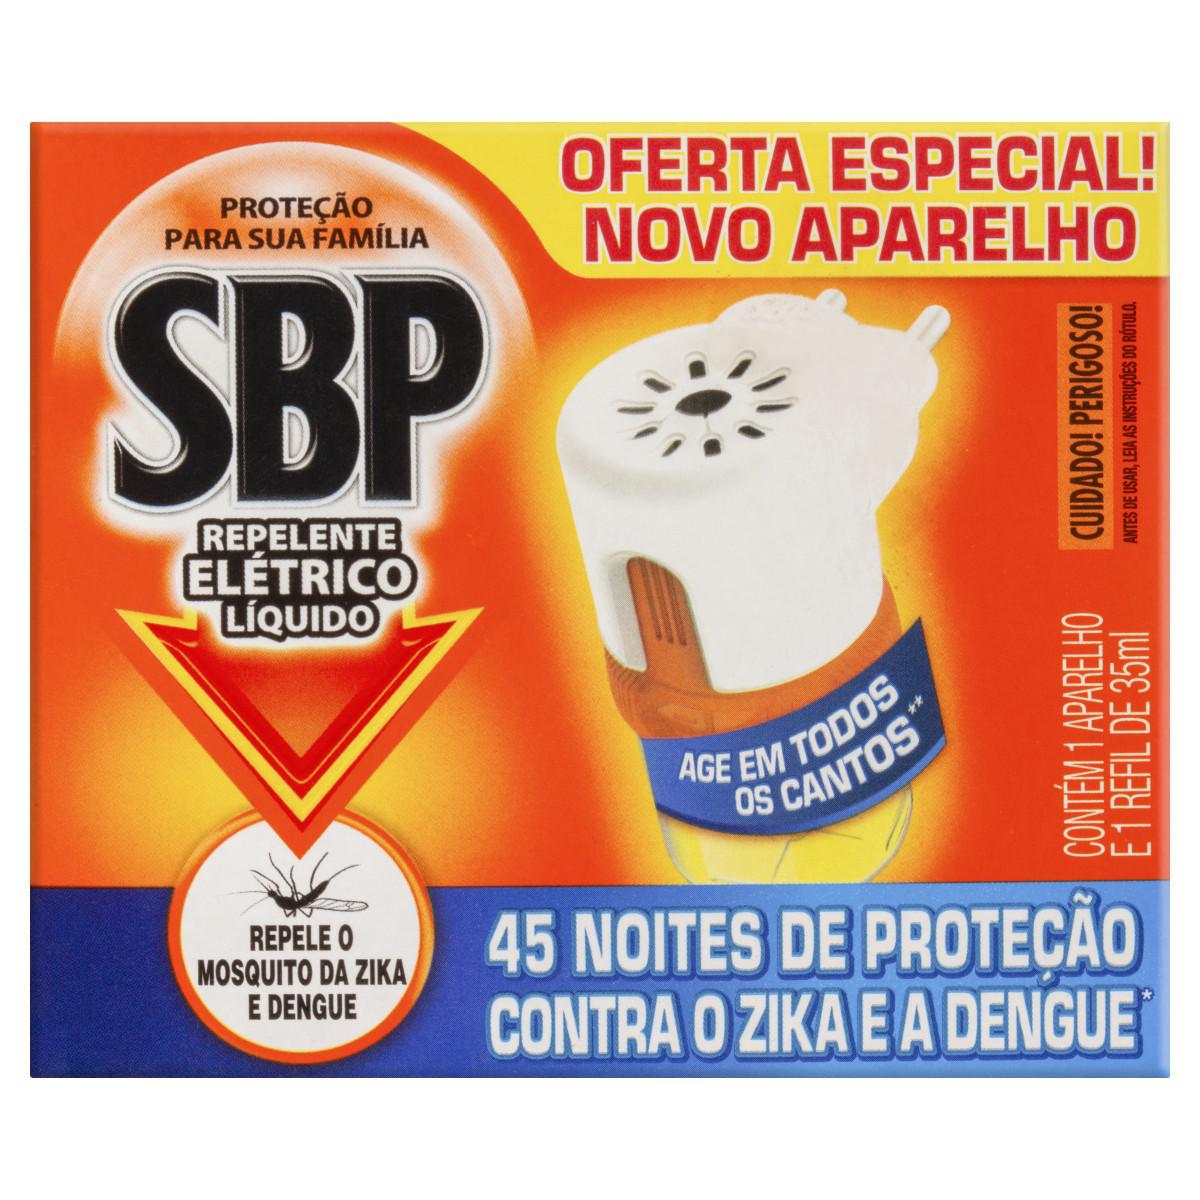 OFERTA ESPECIAL!
NOVO APARELHO
PROTEÇÃO
PARA SUA FAMÍLIA
SBP
REPELENTE
ELÉTRICO
LÍQUIDO
CUIDADO! PERIGOSO!
ANTES DE USAR, LEIA AS INSTRUÇÕES DO RÓTULO.
AGE EM TODOS
OS CANTOS**
CONTÉM 1 APARELHO
E 1 REFIL DE 35ml
REPELE O
MOSQUITO DA ZIKA
E DENGUE
45 NOITES DE PROTEÇÃO
CONTRA O ZIKA E A DENGUE*